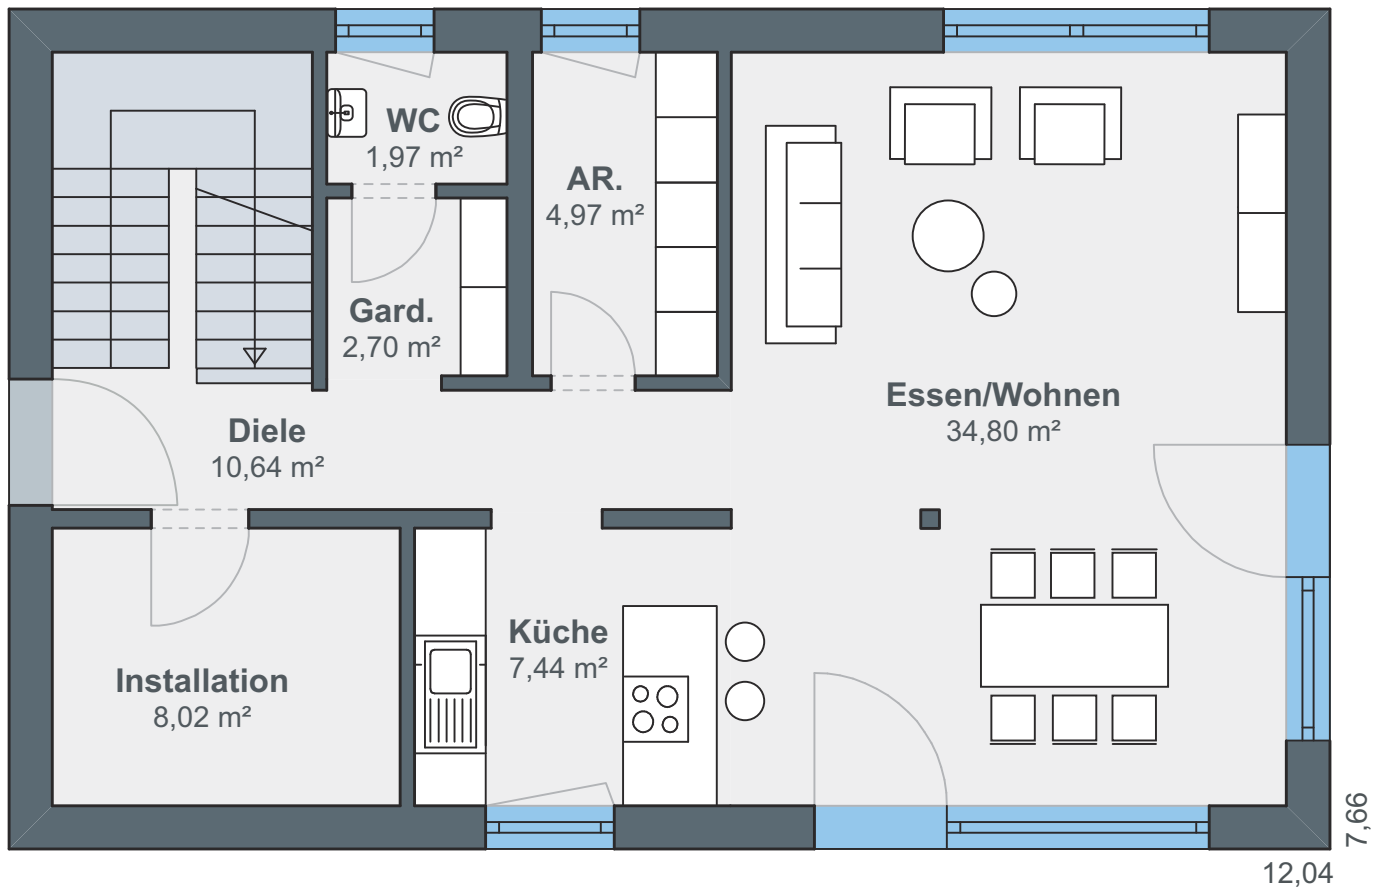 WC
1,97 m²
AR.
4,97 m²
Gard.
2,70 m²
Essen/Wohnen
34,80 m²
Diele
10,64 m²
Küche
7,44 m²
Installation
8,02 m²
7,66
12,04